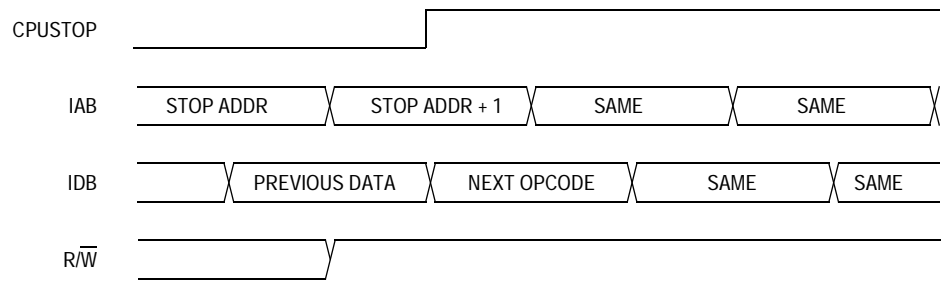 CPUSTOP
IAB STOP ADDR STOP ADDR + 1 SAME SAME
IDB PREVIOUS DATA NEXT OPCODE SAME SAME
R/W̅